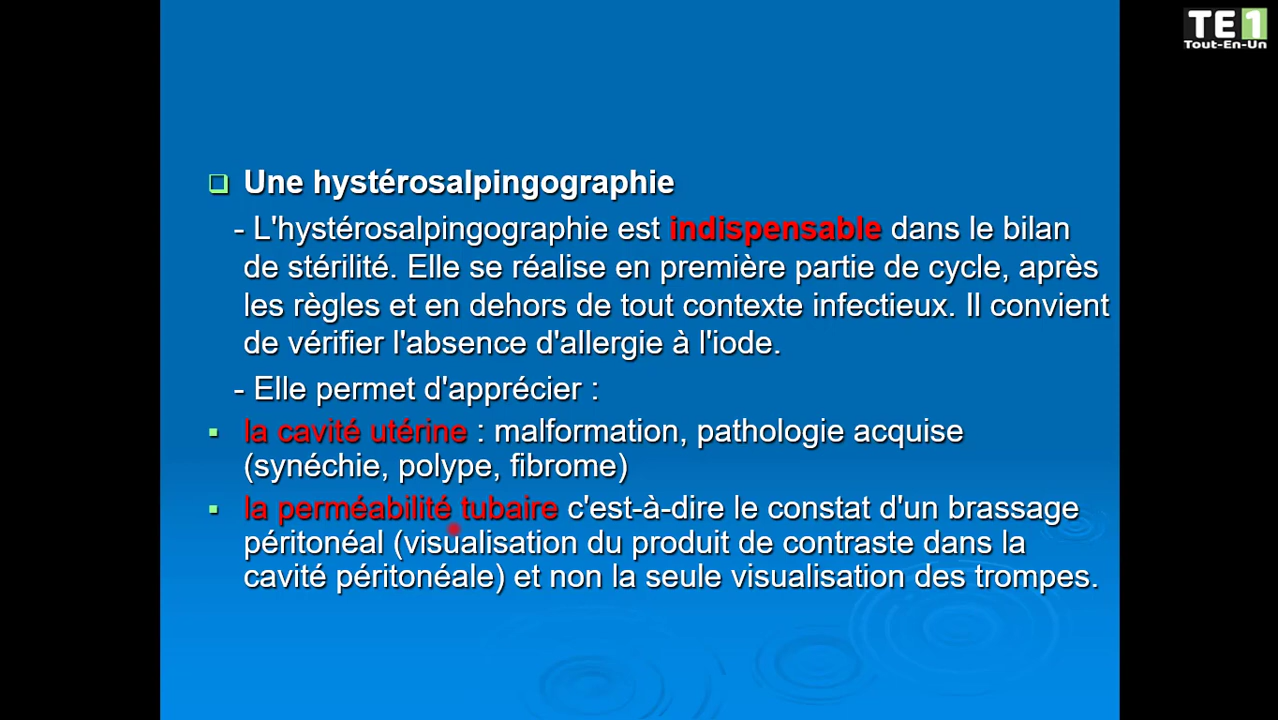 TE1
Tout-En-Un
Une hystérosalpingographie
- L'hystérosalpingographie est indispensable dans le bilan
de stérilité. Elle se réalise en première partie de cycle, après
les règles et en dehors de tout contexte infectieux. Il convient
de vérifier l'absence d'allergie à l'iode.
- Elle permet d'apprécier :
la cavité utérine : malformation, pathologie acquise
(synéchie, polype, fibrome)
la perméabilité tubaire c'est-à-dire le constat d'un brassage
péritonéal (visualisation du produit de contraste dans la
cavité péritonéale) et non la seule visualisation des trompes.